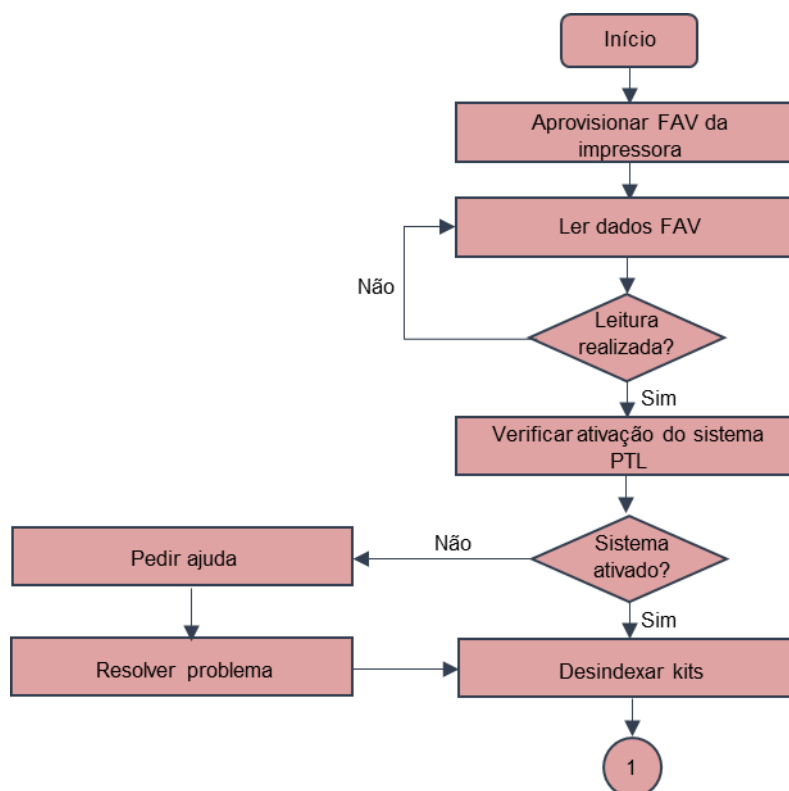 Início
Aprovisionar FAV da
impressora
Ler dados FAV
Não
Leitura
realizada?
Sim
Verificar ativação do sistema
PTL
Não
Sistema
ativado?
Pedir ajuda
Sim
Resolver problema
Desindexar kits
1